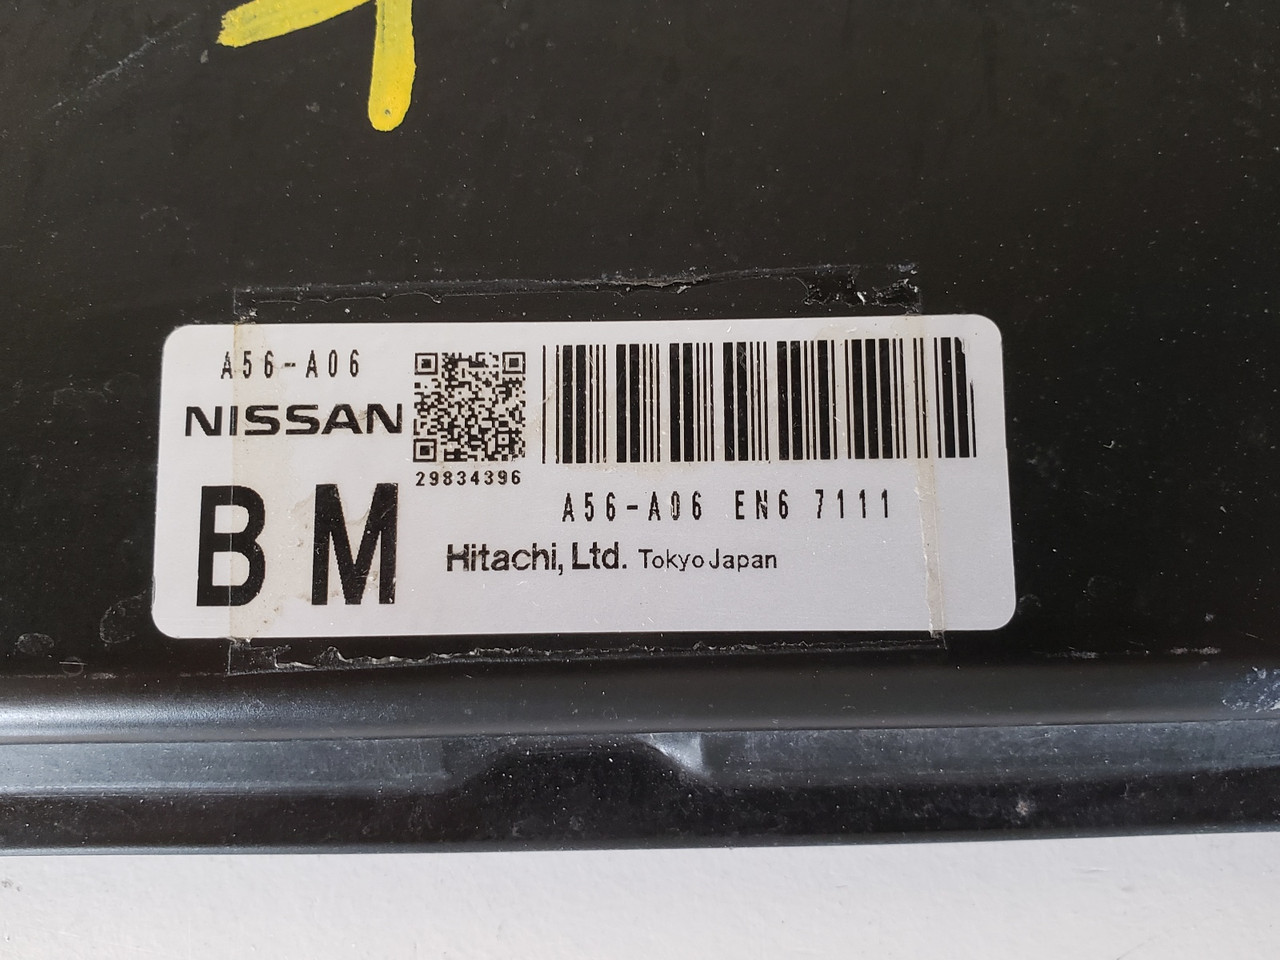 A56-A06
NISSAN
29834396
BM
A56-A06 EN6 7111
Hitachi, Ltd. Tokyo Japan